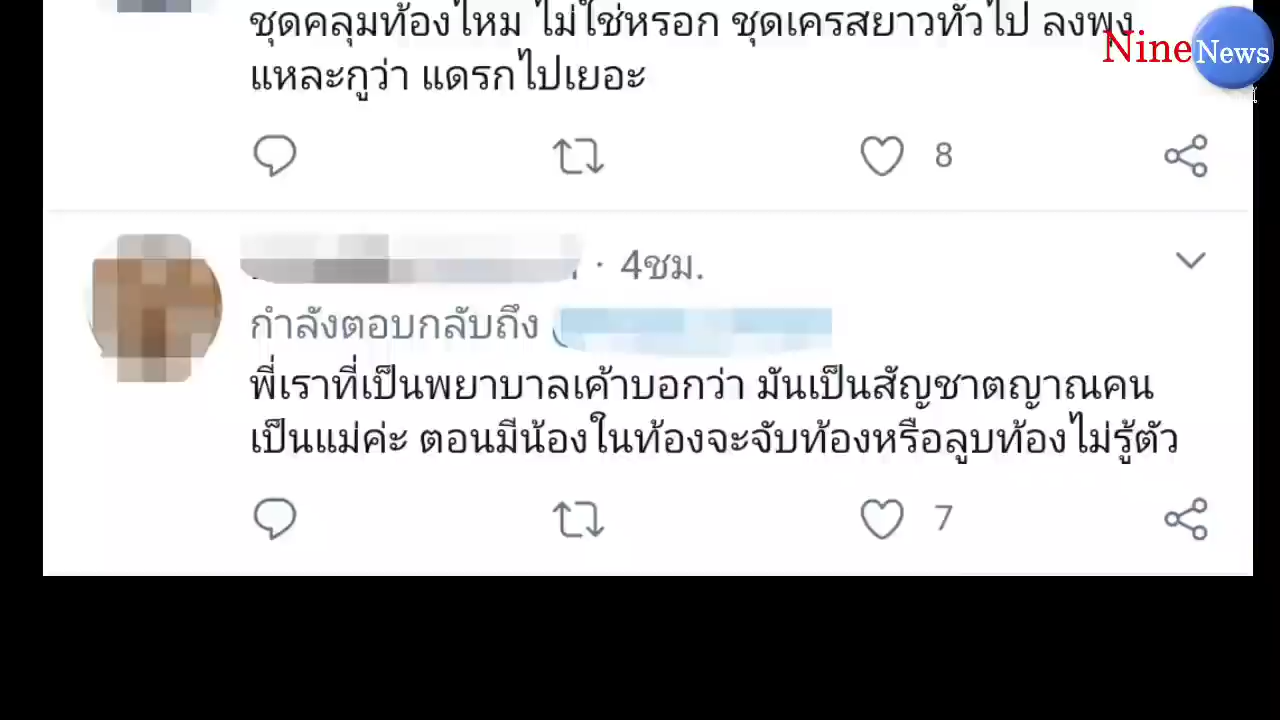 ชุดคลุมท้องไหม ไม่ใช่หรอก ชุดเครสยาวทั่วไป ลงพุง
แหละกูว่า แดรกไปเยอะ
Nine News
8
· 4ชม.
กำลังตอบกลับถึง
พี่เราที่เป็นพยาบาลเค้าบอกว่า มันเป็นสัญชาตญาณคน
เป็นแม่ค่ะ ตอนมีน้องในท้องจะจับท้องหรือลูบท้องไม่รู้ตัว
7